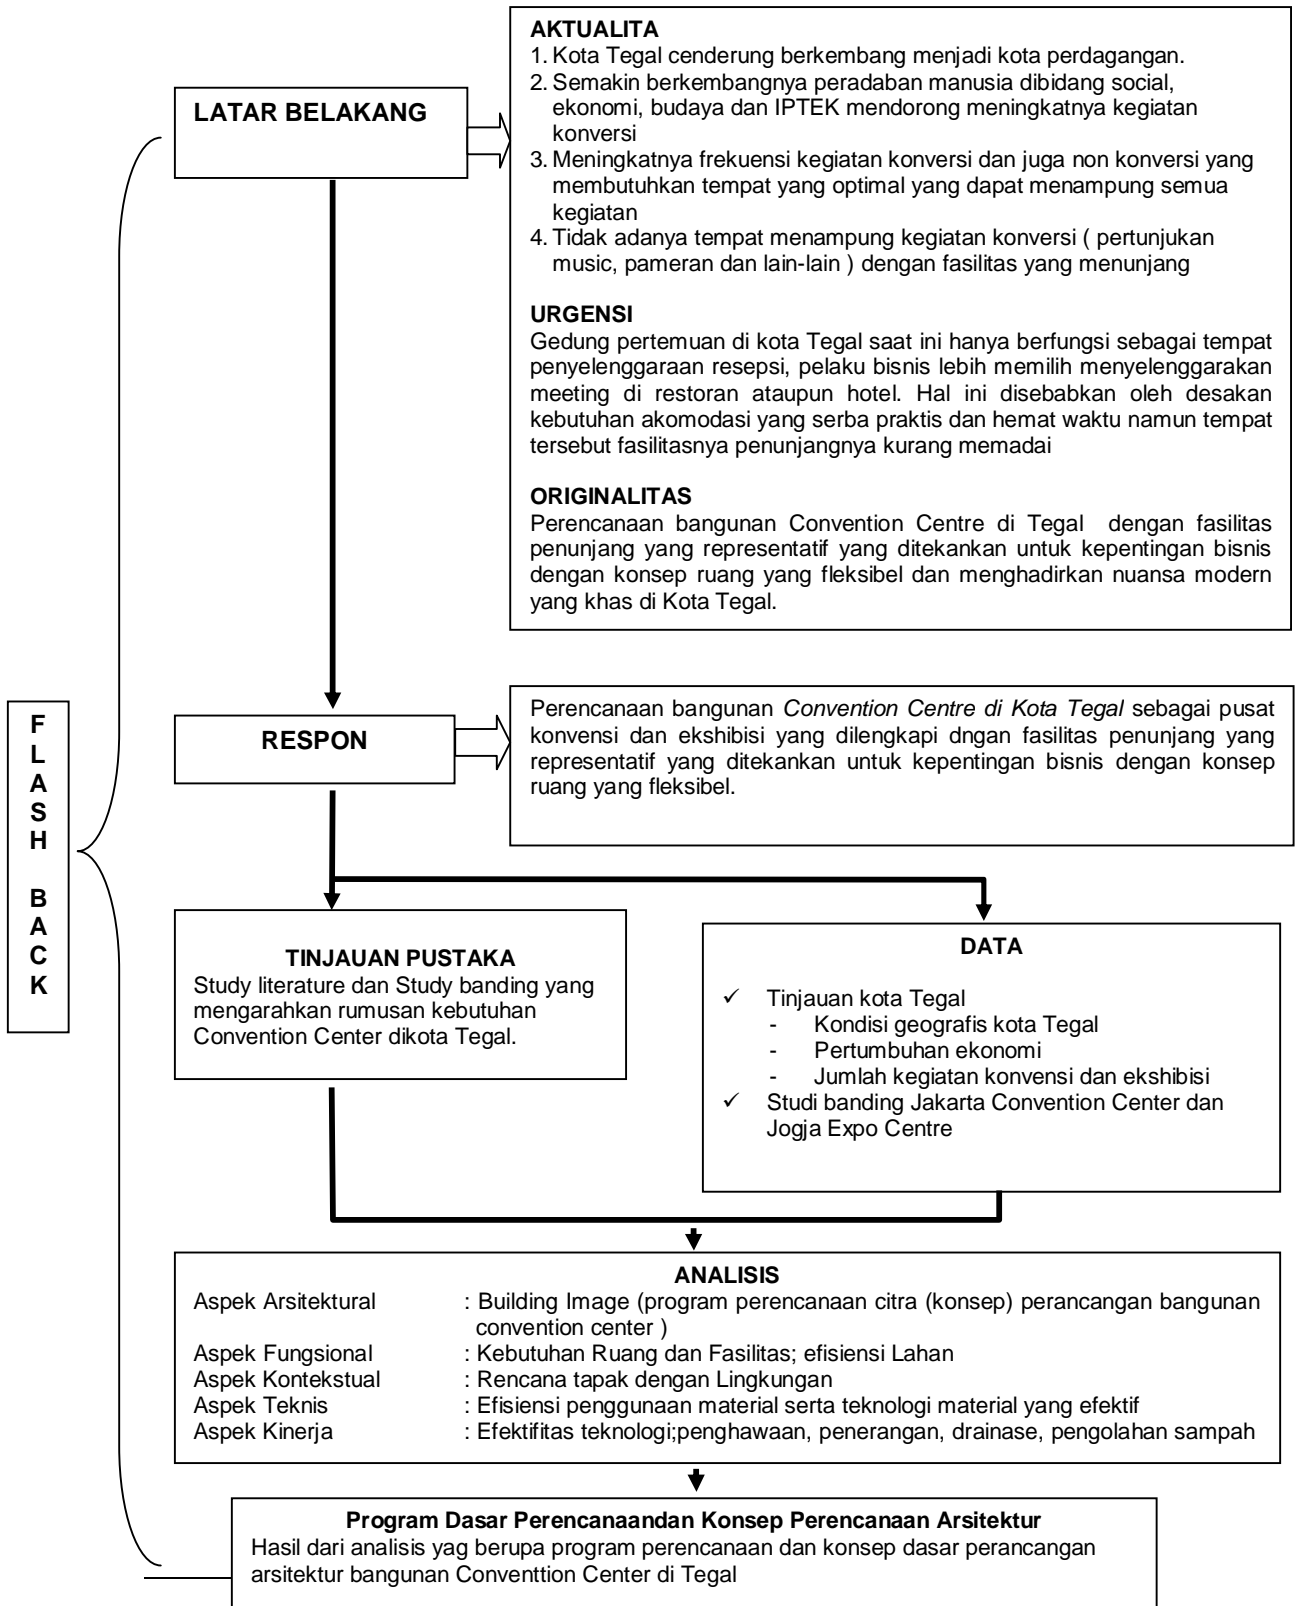 AKTUALITA
1. Kota Tegal cenderung berkembang menjadi kota perdagangan.
2. Semakin berkembangnya peradaban manusia dibidang social,
ekonomi, budaya dan IPTEK mendorong meningkatnya kegiatan
konversi
3. Meningkatnya frekuensi kegiatan konversi dan juga non konversi yang
membutuhkan tempat yang optimal yang dapat menampung semua
kegiatan
4. Tidak adanya tempat menampung kegiatan konversi ( pertunjukan
music, pameran dan lain-lain ) dengan fasilitas yang menunjang
URGENSI
Gedung pertemuan di kota Tegal saat ini hanya berfungsi sebagai tempat
penyelenggaraan resepsi, pelaku bisnis lebih memilih menyelenggarakan
meeting di restoran ataupun hotel. Hal ini disebabkan oleh desakan
kebutuhan akomodasi yang serba praktis dan hemat waktu namun tempat
tersebut fasilitasnya penunjangnya kurang memadai
ORIGINALITAS
Perencanaan bangunan Convention Centre di Tegal dengan fasilitas
penunjang yang representatif yang ditekankan untuk kepentingan bisnis
dengan konsep ruang yang fleksibel dan menghadirkan nuansa modern
yang khas di Kota Tegal.
LATAR BELAKANG
RESPON
Perencanaan bangunan Convention Centre di Kota Tegal sebagai pusat
konvensi dan ekshibisi yang dilengkapi dngan fasilitas penunjang yang
representatif yang ditekankan untuk kepentingan bisnis dengan konsep
ruang yang fleksibel.
F
L
A
S
H
B
A
C
K
TINJAUAN PUSTAKA
Study literature dan Study banding yang
mengarahkan rumusan kebutuhan
Convention Center dikota Tegal.
DATA
✓ Tinjauan kota Tegal
- Kondisi geografis kota Tegal
- Pertumbuhan ekonomi
- Jumlah kegiatan konvensi dan ekshibisi
✓ Studi banding Jakarta Convention Center dan
Jogja Expo Centre
ANALISIS
Aspek Arsitektural : Building Image (program perencanaan citra (konsep) perancangan bangunan
convention center )
Aspek Fungsional : Kebutuhan Ruang dan Fasilitas; efisiensi Lahan
Aspek Kontekstual : Rencana tapak dengan Lingkungan
Aspek Teknis : Efisiensi penggunaan material serta teknologi material yang efektif
Aspek Kinerja : Efektifitas teknologi;penghawaan, penerangan, drainase, pengolahan sampah
Program Dasar Perencanaandan Konsep Perencanaan Arsitektur
Hasil dari analisis yag berupa program perencanaan dan konsep dasar perancangan
arsitektur bangunan Conventtion Center di Tegal